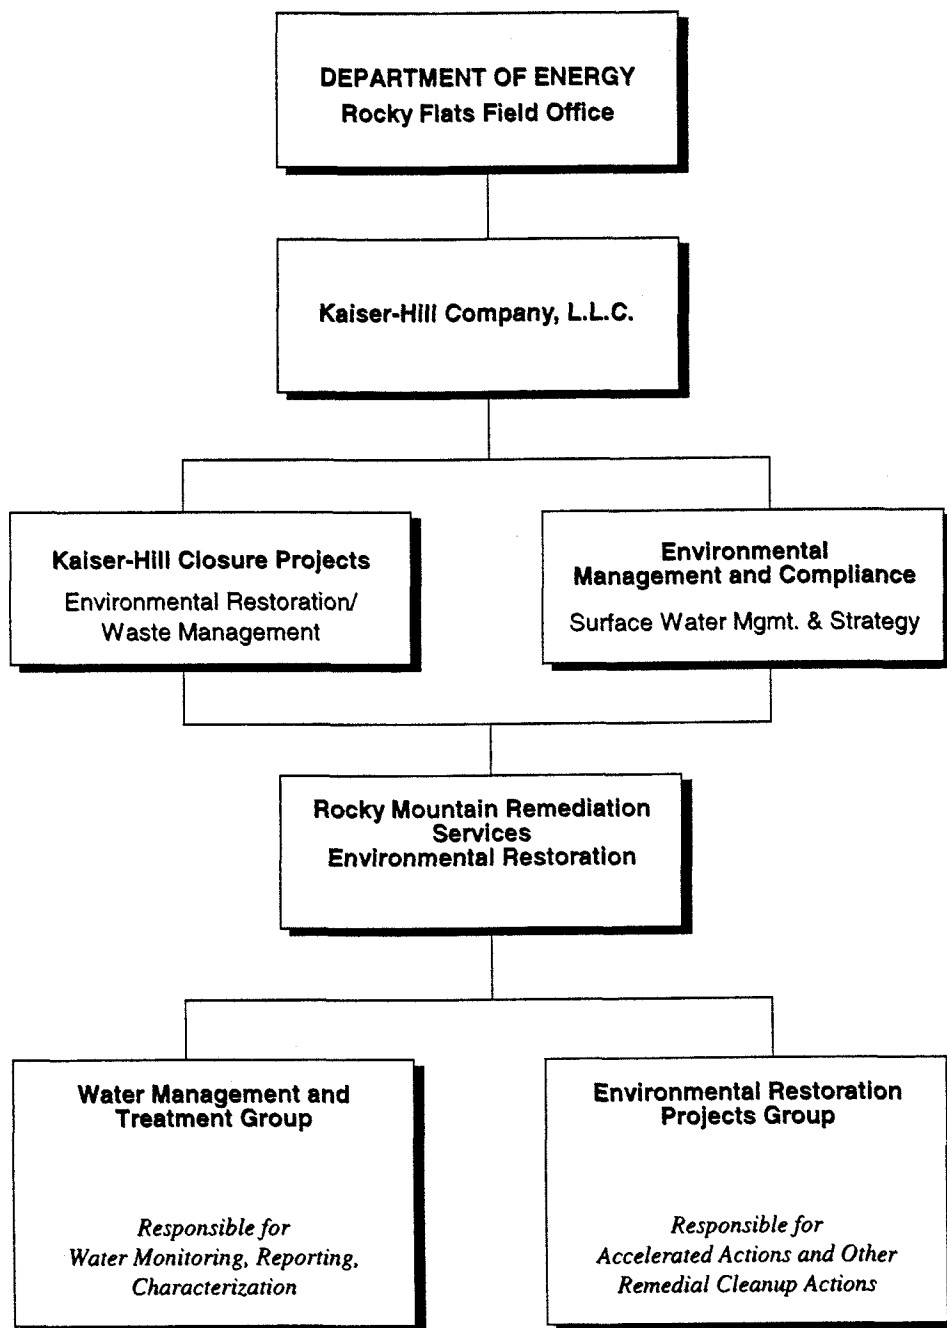 DEPARTMENT OF ENERGY
Rocky Flats Field Office
Kaiser-Hill Company, L.L.C.
Kaiser-Hill Closure Projects
Environmental Restoration/
Waste Management
Environmental
Management and Compliance
Surface Water Mgmt. & Strategy
Rocky Mountain Remediation
Services
Environmental Restoration
Water Management and
Treatment Group
Responsible for
Water Monitoring, Reporting,
Characterization
Environmental Restoration
Projects Group
Responsible for
Accelerated Actions and Other
Remedial Cleanup Actions